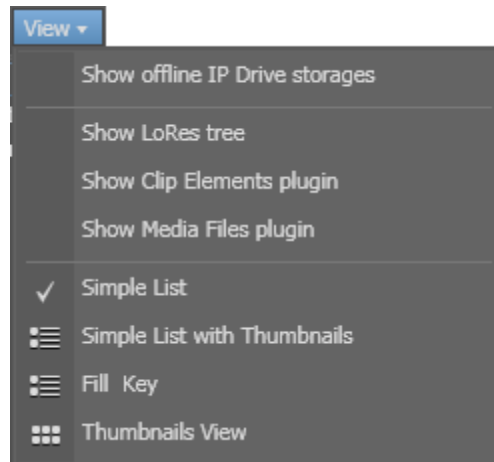 View
Show offline IP Drive storages
Show LoRes tree
Show Clip Elements plugin
Show Media Files plugin
Simple List
Simple List with Thumbnails
Fill Key
Thumbnails View